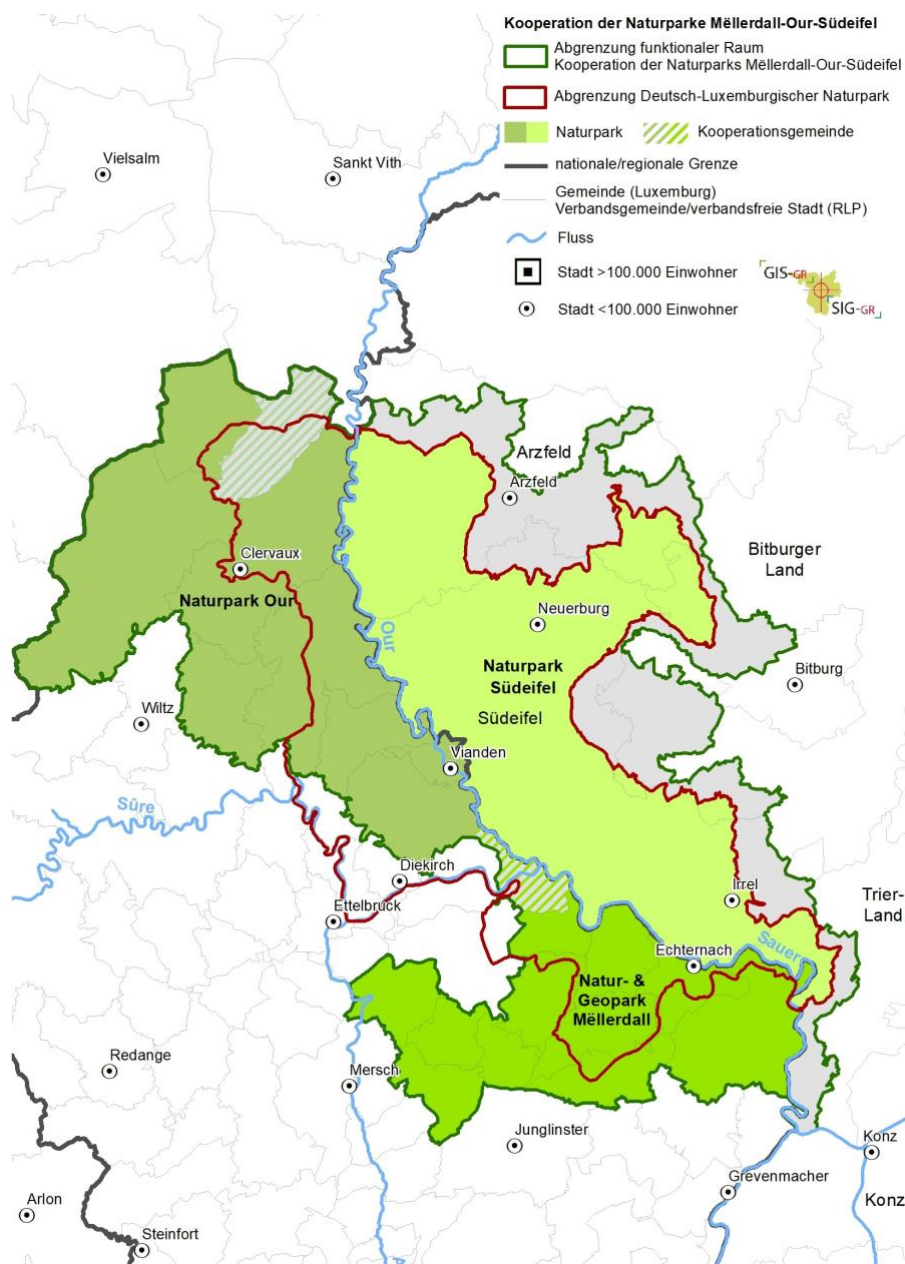 Kooperation der Naturparke Mëllerdall-Our-Südeifel
Abgrenzung funktionaler Raum
Kooperation der Naturparks Mëllerdall-Our-Südeifel
Abgrenzung Deutsch-Luxemburgischer Naturpark
Naturpark
Kooperationsgemeinde
nationale/regionale Grenze
Gemeinde (Luxemburg)
Verbandsgemeinde/verbandsfreie Stadt (RLP)
Fluss
Stadt >100.000 Einwohner
Stadt <100.000 Einwohner
GIS-GR
SIG-GR
Vielsalm
Sankt Vith
Arzfeld
Arzfeld
Bitburger
Land
Clervaux
Naturpark Our
Our
Neuerburg
Naturpark
Südeifel
Südeifel
Bitburg
Wiltz
Vianden
Sûre
Diekirch
Ettelbruck
Irrel
Trier-
Land
Echternach
Sauer
Natur- &
Geopark
Mëllerdall
Redange
Mersch
Junglinster
Konz
Grevenmacher
Konz
Arlon
Steinfort